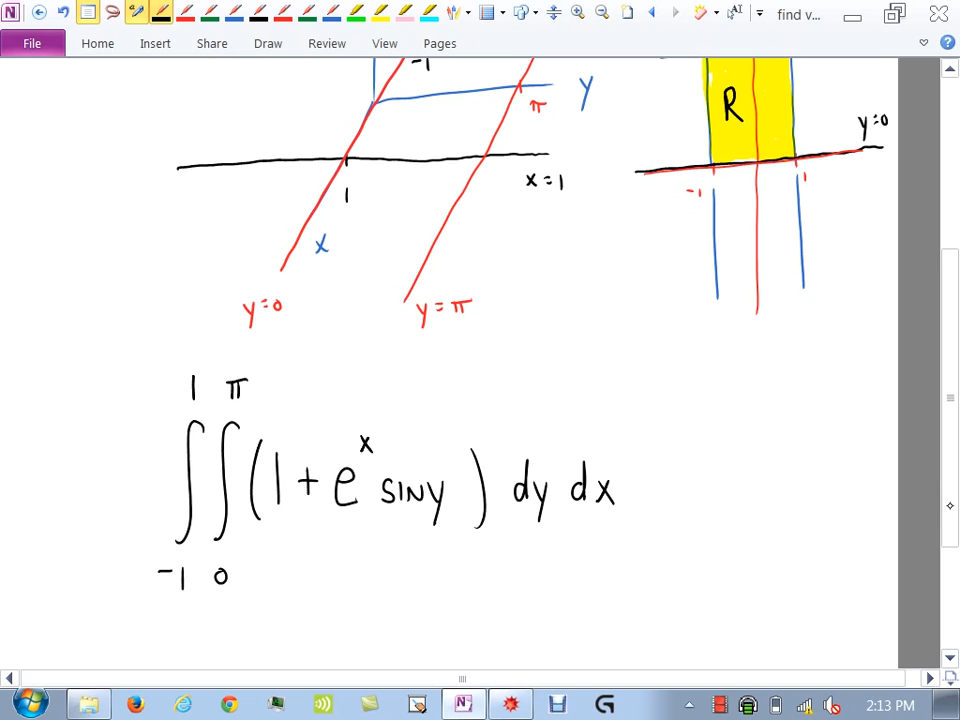 find v...
File Home Insert Share Draw Review View Pages
-1
y
π
R
y=0
x=1
1
-1
1
x
y=0
y=π
1 π
∫∫(1+e^x siny) dy dx
-1 0
2:13 PM